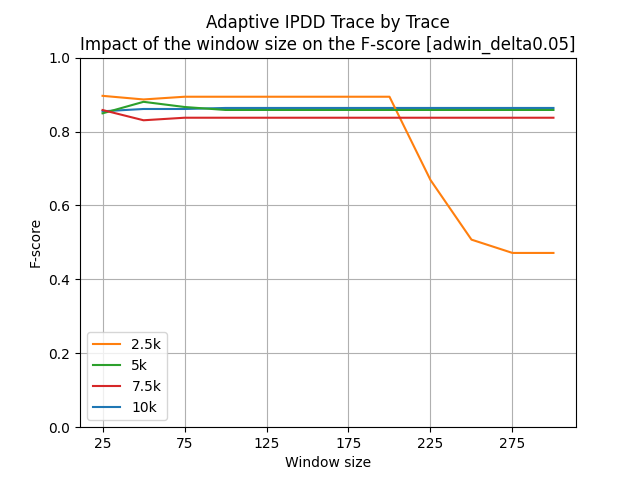 Adaptive IPDD Trace by Trace
Impact of the window size on the F-score [adwin_delta0.05]
F-score
1.0
0.8
0.6
0.4
0.2
0.0
2.5k
5k
7.5k
10k
25 75 125 175 225 275
Window size